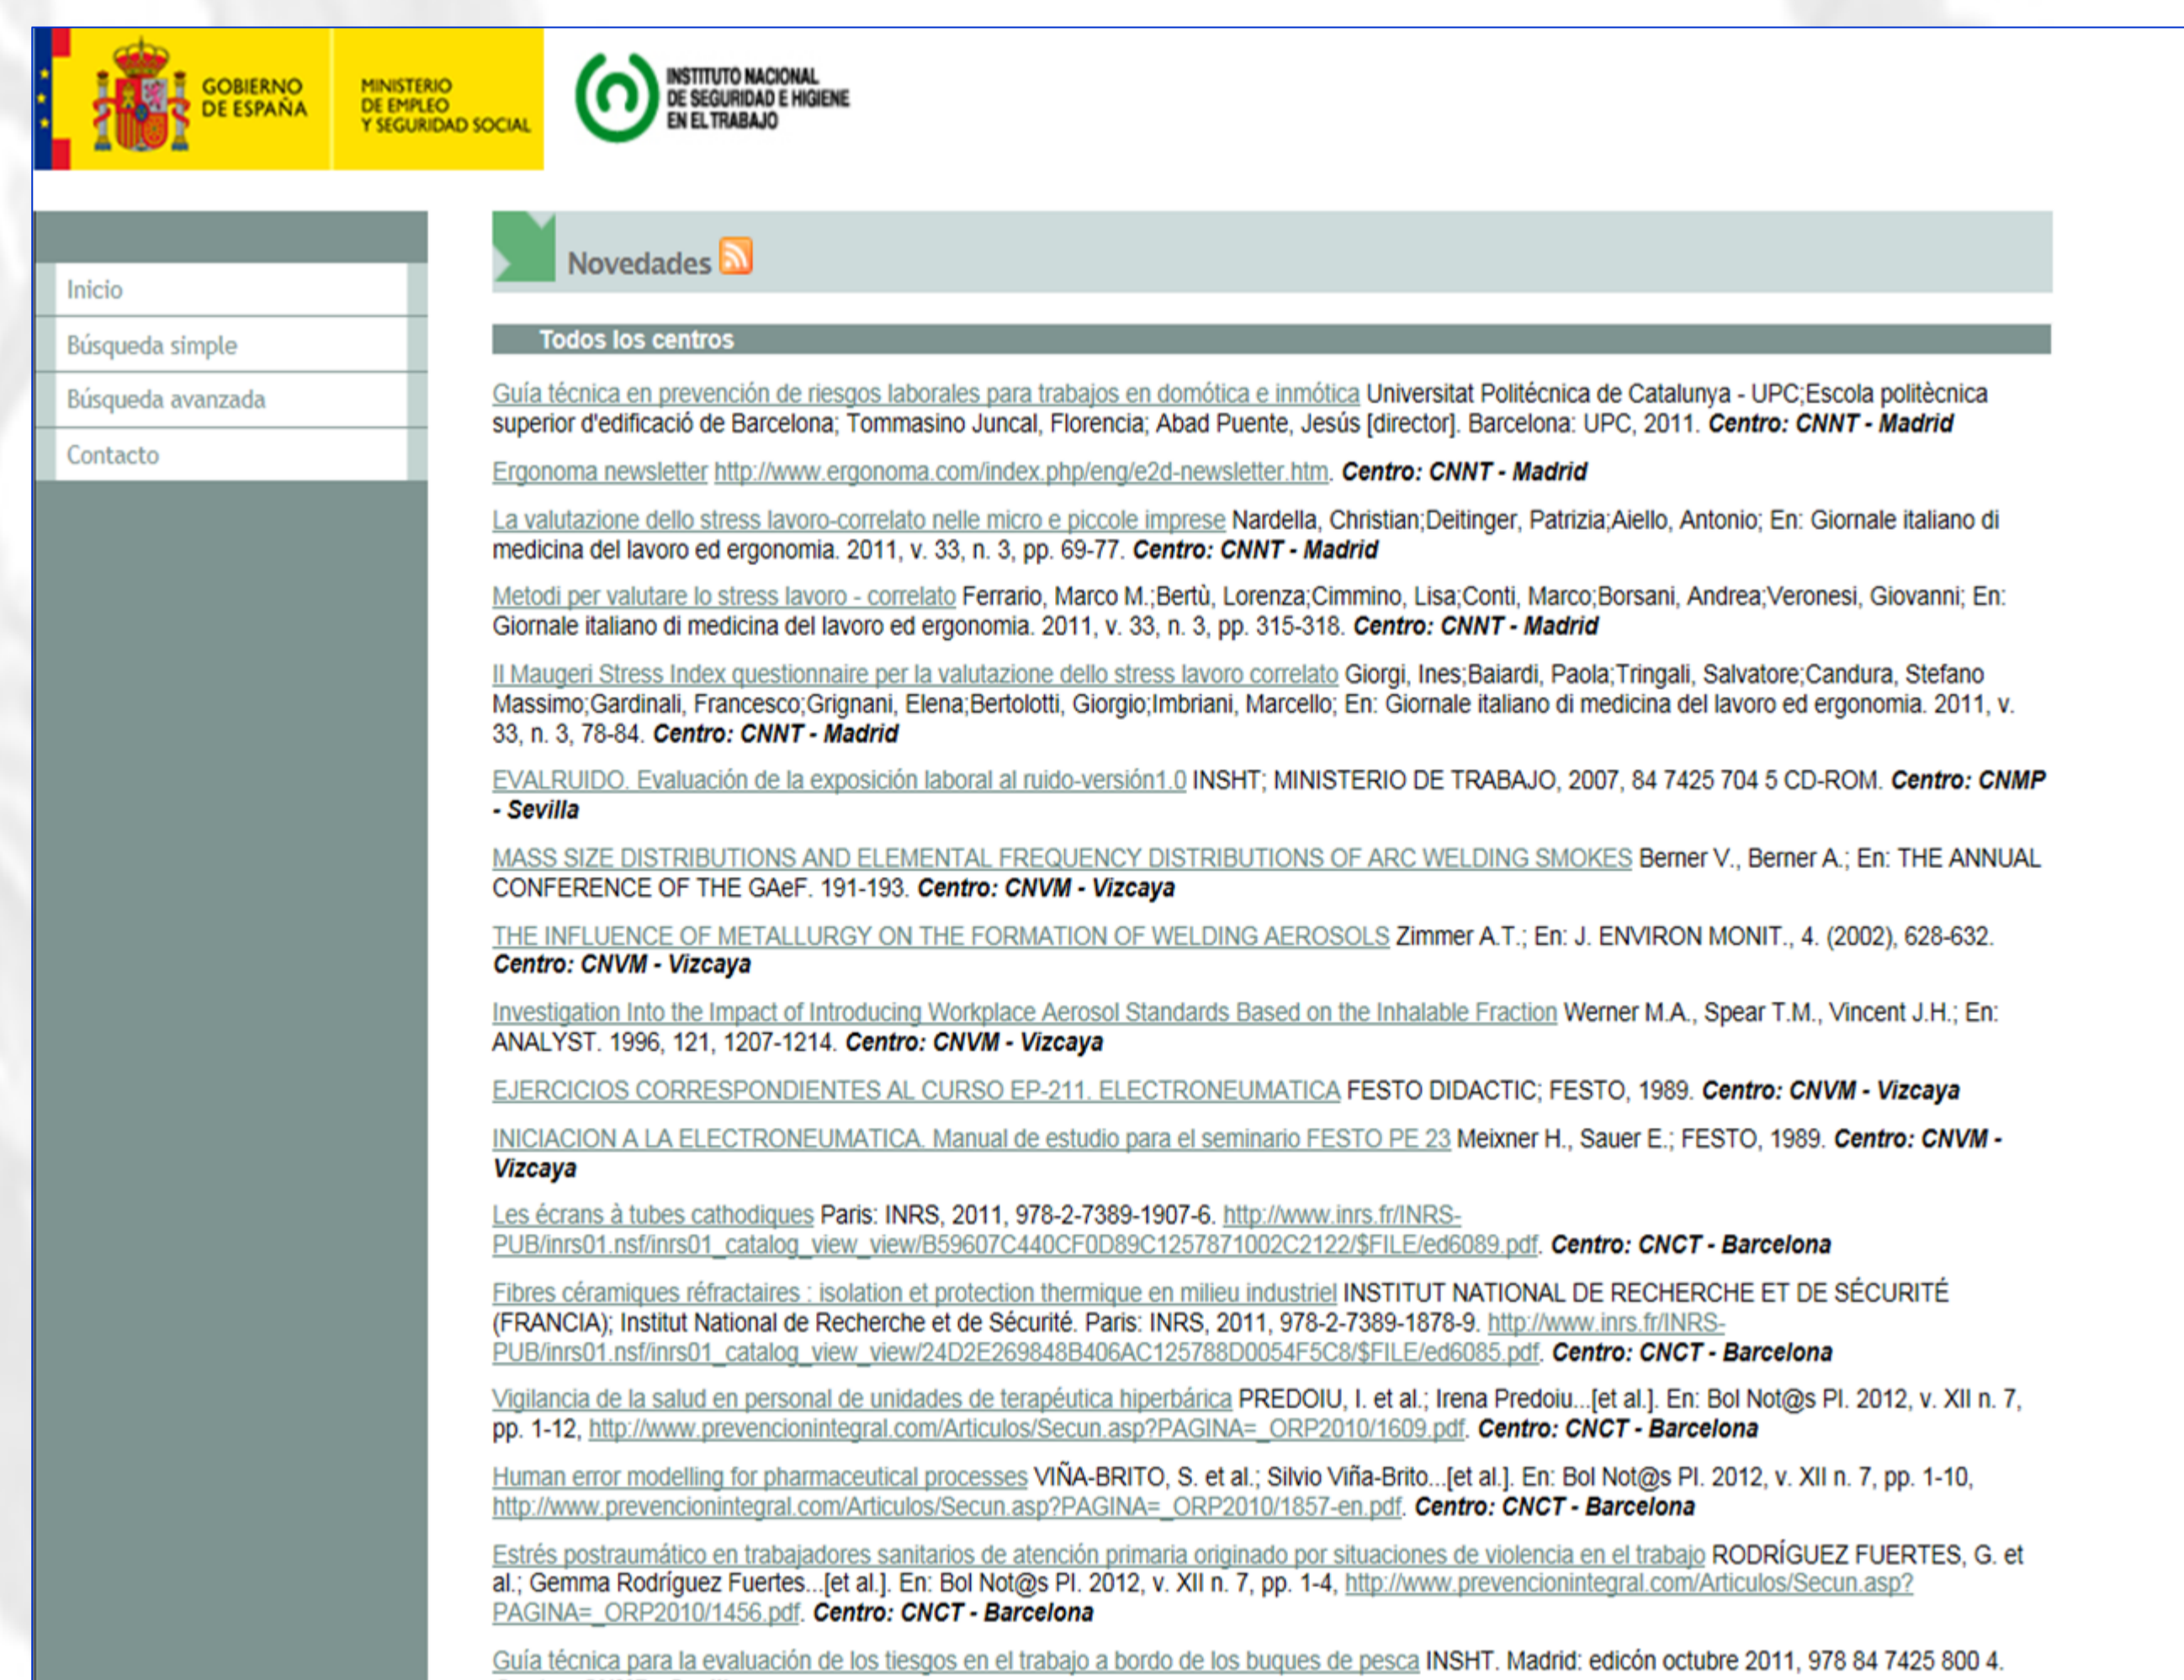 GOBIERNO
DE ESPAÑA
MINISTERIO
DE EMPLEO
Y SEGURIDAD SOCIAL
INSTITUTO NACIONAL
DE SEGURIDAD E HIGIENE
EN EL TRABAJO
Inicio
Búsqueda simple
Búsqueda avanzada
Contacto
Novedades
Todos los centros
Guía técnica en prevención de riesgos laborales para trabajos en domótica e inmótica Universitat Politécnica de Catalunya - UPC;Escola politècnica
superior d'edificació de Barcelona; Tommasino Juncal, Florencia; Abad Puente, Jesús [director]. Barcelona: UPC, 2011. Centro: CNNT - Madrid
Ergonoma newsletter http://www.ergonoma.com/index.php/eng/e2d-newsletter.htm. Centro: CNNT - Madrid
La valutazione dello stress lavoro-correlato nelle micro e piccole imprese Nardella, Christian;Deitinger, Patrizia;Aiello, Antonio; En: Giornale italiano di
medicina del lavoro ed ergonomia. 2011, v. 33, n. 3, pp. 69-77. Centro: CNNT - Madrid
Metodi per valutare lo stress lavoro - correlato Ferrario, Marco M.;Bertù, Lorenza;Cimmino, Lisa;Conti, Marco;Borsani, Andrea;Veronesi, Giovanni; En:
Giornale italiano di medicina del lavoro ed ergonomia. 2011, v. 33, n. 3, pp. 315-318. Centro: CNNT - Madrid
Il Maugeri Stress Index questionnaire per la valutazione dello stress lavoro correlato Giorgi, Ines;Baiardi, Paola;Tringali, Salvatore;Candura, Stefano
Massimo;Gardinali, Francesco;Grignani, Elena;Bertolotti, Giorgio;Imbriani, Marcello; En: Giornale italiano di medicina del lavoro ed ergonomia. 2011, v.
33, n. 3, 78-84. Centro: CNNT - Madrid
EVALRUIDO. Evaluación de la exposición laboral al ruido-versión1.0 INSHT; MINISTERIO DE TRABAJO, 2007, 84 7425 704 5 CD-ROM. Centro: CNMP
- Sevilla
MASS SIZE DISTRIBUTIONS AND ELEMENTAL FREQUENCY DISTRIBUTIONS OF ARC WELDING SMOKES Berner V., Berner A.; En: THE ANNUAL
CONFERENCE OF THE GAeF. 191-193. Centro: CNVM - Vizcaya
THE INFLUENCE OF METALLURGY ON THE FORMATION OF WELDING AEROSOLS Zimmer A.T.; En: J. ENVIRON MONIT., 4. (2002), 628-632.
Centro: CNVM - Vizcaya
Investigation Into the Impact of Introducing Workplace Aerosol Standards Based on the Inhalable Fraction Werner M.A., Spear T.M., Vincent J.H.; En:
ANALYST. 1996, 121, 1207-1214. Centro: CNVM - Vizcaya
EJERCICIOS CORRESPONDIENTES AL CURSO EP-211. ELECTRONEUMATICA FESTO DIDACTIC; FESTO, 1989. Centro: CNVM - Vizcaya
INICIACION A LA ELECTRONEUMATICA. Manual de estudio para el seminario FESTO PE 23 Meixner H., Sauer E.; FESTO, 1989. Centro: CNVM -
Vizcaya
Les écrans à tubes cathodiques Paris: INRS, 2011, 978-2-7389-1907-6. http://www.inrs.fr/INRS-
PUB/inrs01.nsf/inrs01_catalog_view_view/B59607C440CF0D89C1257871002C2122/$FILE/ed6089.pdf. Centro: CNCT - Barcelona
Fibres céramiques réfractaires : isolation et protection thermique en milieu industriel INSTITUT NATIONAL DE RECHERCHE ET DE SÉCURITÉ
(FRANCIA); Institut National de Recherche et de Sécurité. Paris: INRS, 2011, 978-2-7389-1878-9. http://www.inrs.fr/INRS-
PUB/inrs01.nsf/inrs01_catalog_view_view/24D2E269848B406AC125788D0054F5C8/$FILE/ed6085.pdf. Centro: CNCT - Barcelona
Vigilancia de la salud en personal de unidades de terapéutica hiperbárica PREDOIU, I. et al.; Irena Predoiu...[et al.]. En: Bol Not@s PI. 2012, v. XII n. 7,
pp. 1-12, http://www.prevencionintegral.com/Articulos/Secun.asp?PAGINA=_ORP2010/1609.pdf. Centro: CNCT - Barcelona
Human error modelling for pharmaceutical processes VIÑA-BRITO, S. et al.; Silvio Viña-Brito...[et al.]. En: Bol Not@s PI. 2012, v. XII n. 7, pp. 1-10,
http://www.prevencionintegral.com/Articulos/Secun.asp?PAGINA=_ORP2010/1857-en.pdf. Centro: CNCT - Barcelona
Estrés postraumático en trabajadores sanitarios de atención primaria originado por situaciones de violencia en el trabajo RODRÍGUEZ FUERTES, G. et
al.; Gemma Rodríguez Fuertes...[et al.]. En: Bol Not@s PI. 2012, v. XII n. 7, pp. 1-4, http://www.prevencionintegral.com/Articulos/Secun.asp?
PAGINA=_ORP2010/1456.pdf. Centro: CNCT - Barcelona
Guía técnica para la evaluación de los tiesgos en el trabajo a bordo de los buques de pesca INSHT. Madrid: edicón octubre 2011, 978 84 7425 800 4.